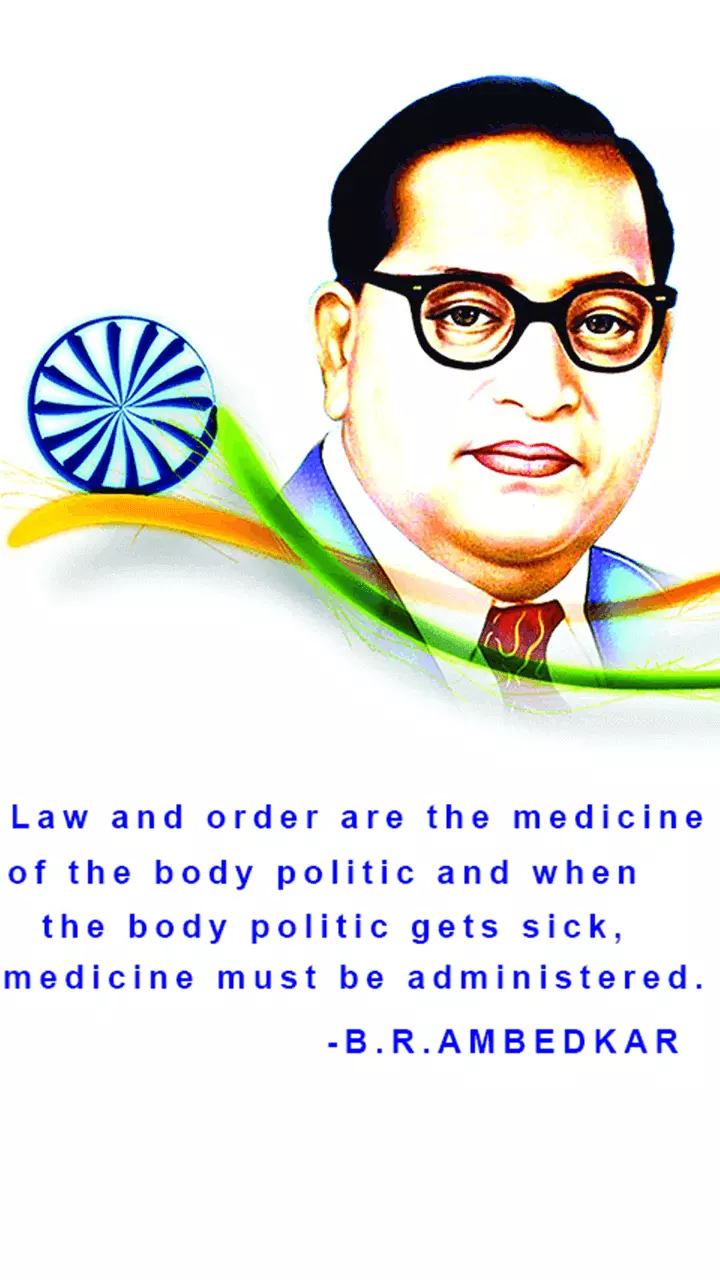 Law and order are the medicine
of the body politic and when
the body politic gets sick,
medicine must be administered.
-B.R.AMBEDKAR